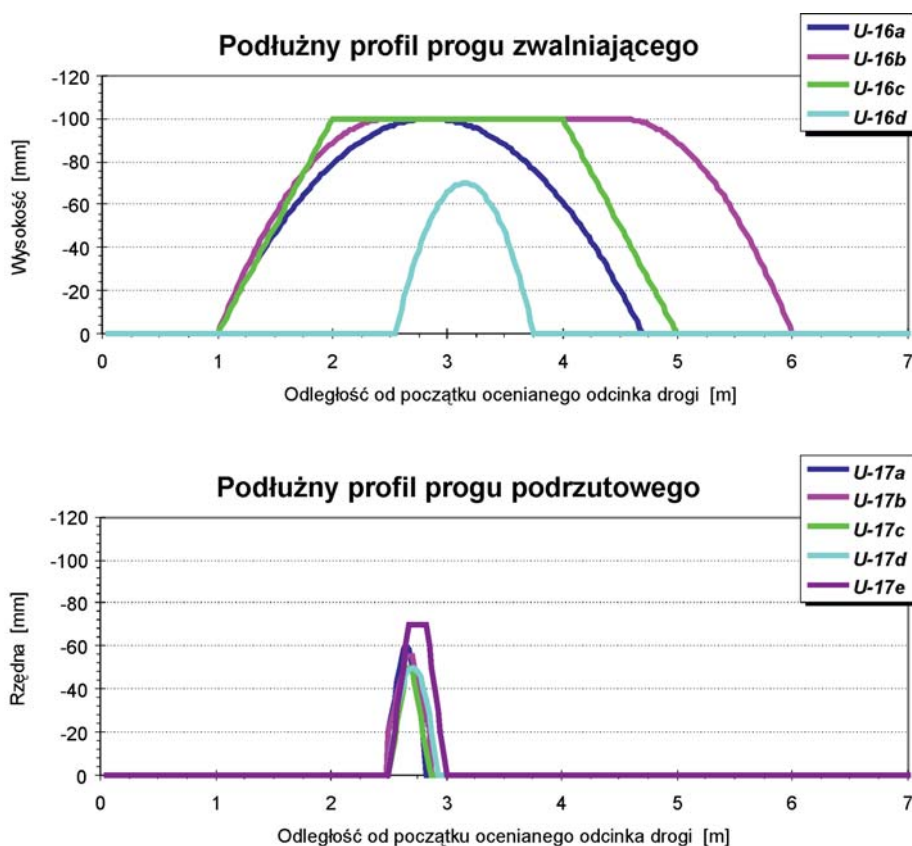 Podłużny profil progu zwalniającego
U-16a
U-16b
U-16c
U-16d
-120
-100
-80
-60
-40
-20
0
Wysokość [mm]
0 1 2 3 4 5 6 7
Odległość od początku ocenianego odcinka drogi [m]
Podłużny profil progu podrzutowego
U-17a
U-17b
U-17c
U-17d
U-17e
-120
-100
-80
-60
-40
-20
0
Rzędna [mm]
0 1 2 3 4 5 6 7
Odległość od początku ocenianego odcinka drogi [m]